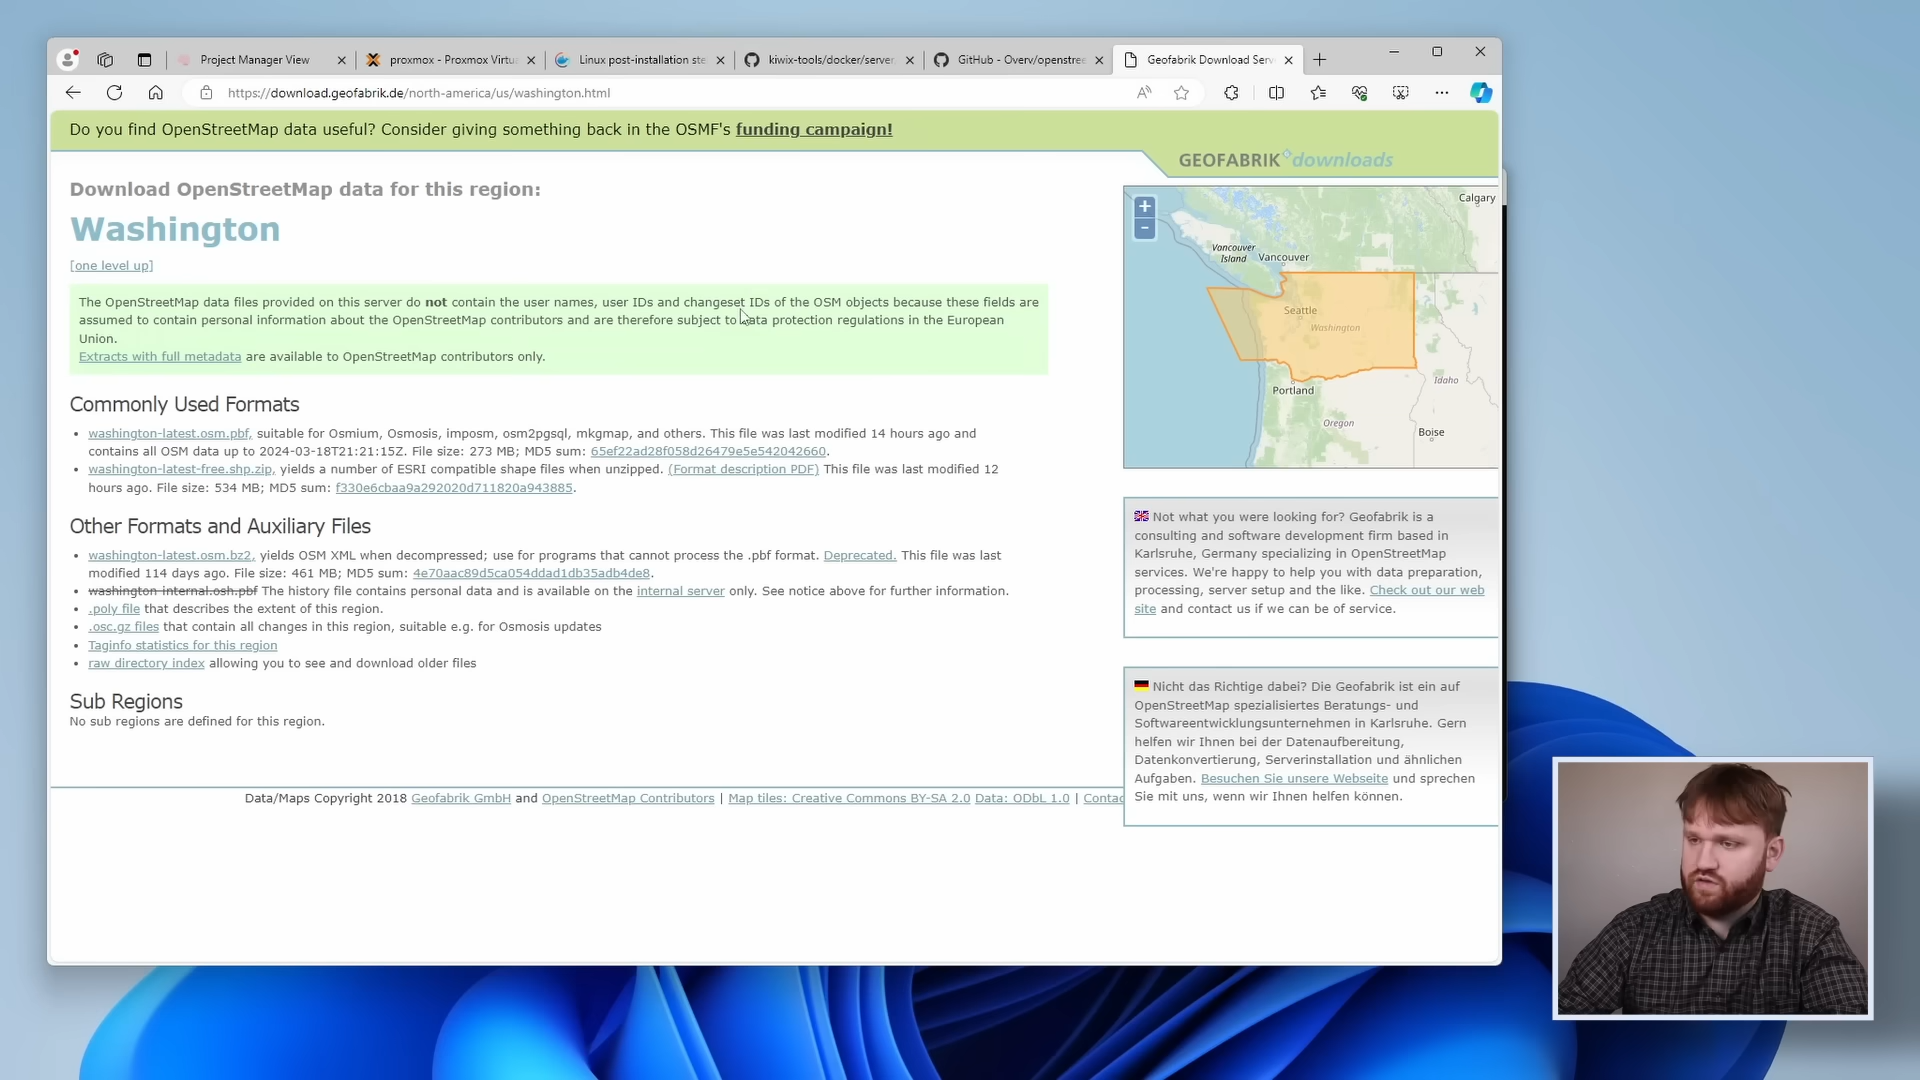 Project Manager View
proxmox - Proxmox Virtu
Linux post-installation ste
kiwix-tools/docker/server
GitHub - Overv/openstree
Geofabrik Download Serv
https://download.geofabrik.de/north-america/us/washington.html
Do you find OpenStreetMap data useful? Consider giving something back in the OSMF's funding campaign!
GEOFABRIK downloads
Download OpenStreetMap data for this region:
Washington
[one level up]
The OpenStreetMap data files provided on this server do not contain the user names, user IDs and changeset IDs of the OSM objects because these fields are
assumed to contain personal information about the OpenStreetMap contributors and are therefore subject to data protection regulations in the European
Union.
Extracts with full metadata are available to OpenStreetMap contributors only.
Commonly Used Formats
• washington-latest.osm.pbf, suitable for Osmium, Osmosis, imposm, osm2pgsql, mkgmap, and others. This file was last modified 14 hours ago and
contains all OSM data up to 2024-03-18T21:21:15Z. File size: 273 MB; MD5 sum: 65ef22ad28f058d26479e5e542042660.
• washington-latest-free.shp.zip, yields a number of ESRI compatible shape files when unzipped. (Format description PDF) This file was last modified 12
hours ago. File size: 534 MB; MD5 sum: f330e6cbaa9a292020d711820a943885.
Other Formats and Auxiliary Files
• washington-latest.osm.bz2, yields OSM XML when decompressed; use for programs that cannot process the .pbf format. Deprecated. This file was last
modified 114 days ago. File size: 461 MB; MD5 sum: 4e70aac89d5ca054ddad1db35adb4de8.
• washington-internal.osh.pbf The history file contains personal data and is available on the internal server only. See notice above for further information.
• .poly file that describes the extent of this region.
• .osc.gz files that contain all changes in this region, suitable e.g. for Osmosis updates
• Taginfo statistics for this region
• raw directory index allowing you to see and download older files
Sub Regions
No sub regions are defined for this region.
Data/Maps Copyright 2018 Geofabrik GmbH and OpenStreetMap Contributors | Map tiles: Creative Commons BY-SA 2.0 Data: ODbL 1.0 | Contac
+
−
Calgary
Vancouver
Island
Vancouver
Seattle
Washington
Portland
Idaho
Oregon
Boise
Not what you were looking for? Geofabrik is a
consulting and software development firm based in
Karlsruhe, Germany specializing in OpenStreetMap
services. We're happy to help you with data preparation,
processing, server setup and the like. Check out our web
site and contact us if we can be of service.
Nicht das Richtige dabei? Die Geofabrik ist ein auf
OpenStreetMap spezialisiertes Beratungs- und
Softwareentwicklungsunternehmen in Karlsruhe. Gern
helfen wir Ihnen bei der Datenaufbereitung,
Datenkonvertierung, Serverinstallation und ähnlichen
Aufgaben. Besuchen Sie unsere Webseite und sprechen
Sie mit uns, wenn wir Ihnen helfen können.